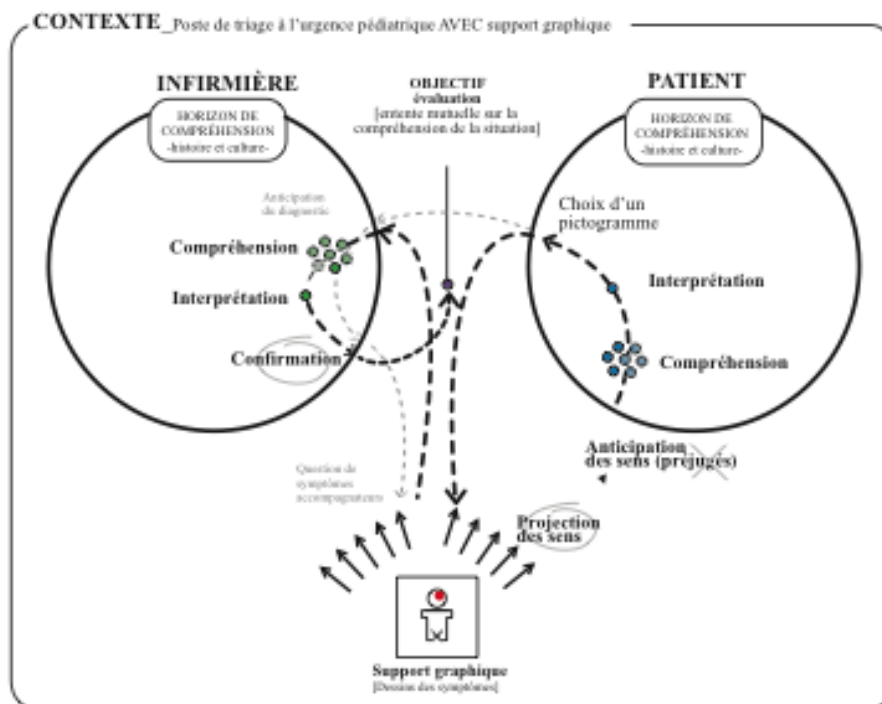 CONTEXTE_Poste de triage à l'urgence pédiatrique AVEC support graphique
INFIRMIÈRE
HORIZON DE
COMPRÉHENSION
-histoire et culture-
OBJECTIF
évaluation
[entente mutuelle sur la
compréhension de la situation]
PATIENT
HORIZON DE
COMPRÉHENSION
-histoire et culture-
Anticipation
du diagnostic
Compréhension
Interprétation
Confirmation
Choix d'un
pictogramme
Interprétation
Compréhension
Anticipation
des sens (préjugés)
Question de
symptômes
accompagnateurs
Projection
des sens
Support graphique
[Dessin des symptômes]